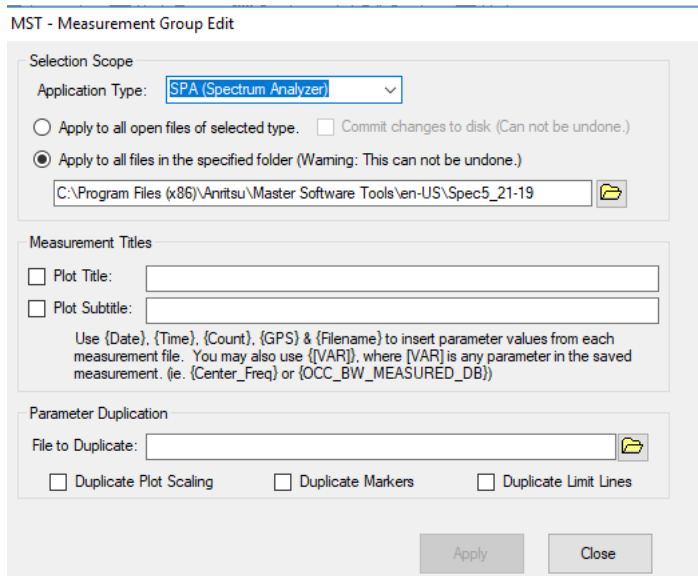 MST - Measurement Group Edit
Selection Scope
Application Type: SPA (Spectrum Analyzer)
Apply to all open files of selected type. Commit changes to disk (Can not be undone.)
Apply to all files in the specified folder (Warning: This can not be undone.)
C:\Program Files (x86)\Anritsu\Master Software Tools\en-US\Spec5_21-19
Measurement Titles
Plot Title:
Plot Subtitle:
Use {Date}, {Time}, {Count}, {GPS} & {Filename} to insert parameter values from each
measurement file. You may also use {[VAR]}, where [VAR] is any parameter in the saved
measurement. (ie. {Center_Freq} or {OCC_BW_MEASURED_DB})
Parameter Duplication
File to Duplicate:
Duplicate Plot Scaling Duplicate Markers Duplicate Limit Lines
Apply Close